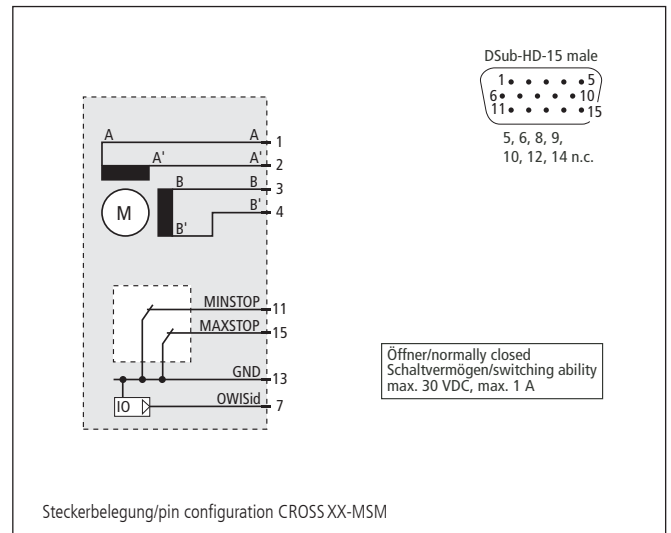 DSub-HD-15 male
1 5
6 10
11 15
5, 6, 8, 9,
10, 12, 14 n.c.
A A 1
A' A' 2
B B 3
M B' 4
B'
MINSTOP 11
MAXSTOP 15
GND 13
IO OWISid 7
Öffner/normally closed
Schaltvermögen/switching ability
max. 30 VDC, max. 1 A
Steckerbelegung/pin configuration CROSS XX-MSM